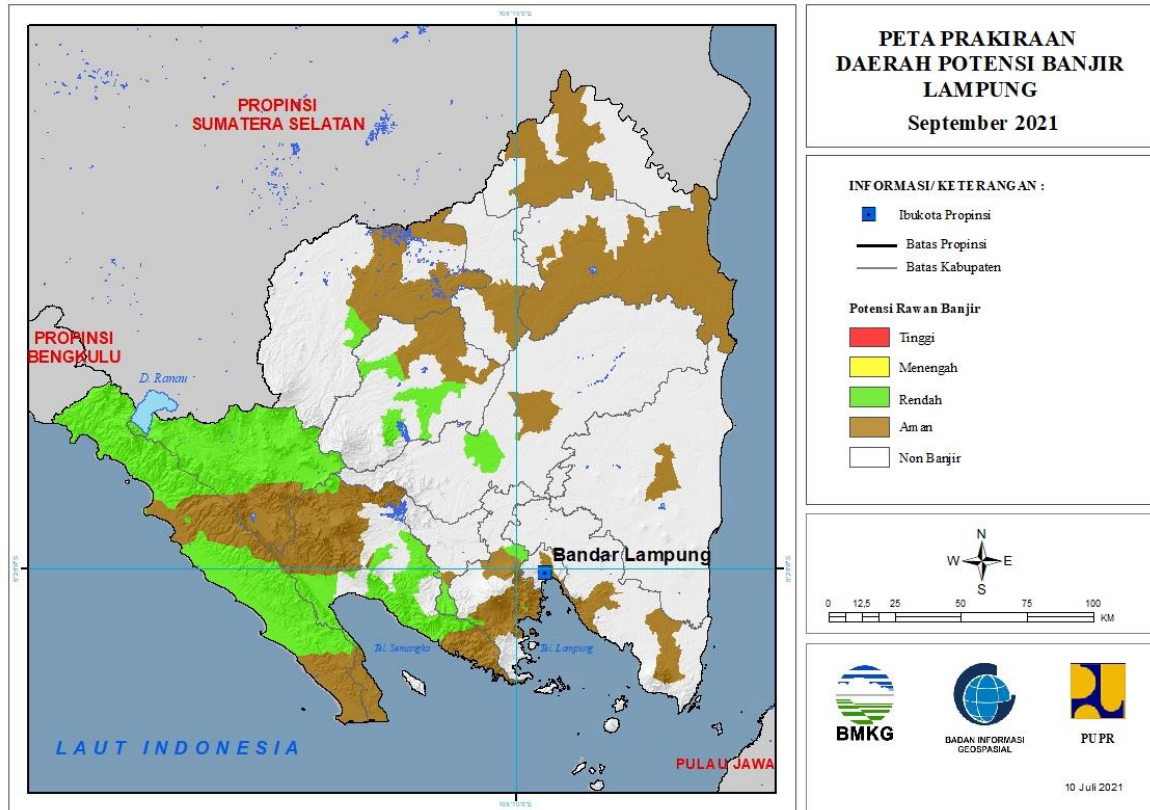 PROPINSI
SUMATERA SELATAN
PROPINSI
BENGKULU
D. Ranau
Bandar Lampung
Tel. Semangka
Tel. Lampung
LAUT INDONESIA
PULAU JAWA
PETA PRAKIRAAN
DAERAH POTENSI BANJIR
LAMPUNG
September 2021
INFORMASI/ KETERANGAN :
Ibukota Propinsi
Batas Propinsi
Batas Kabupaten
Potensi Rawan Banjir
Tinggi
Menengah
Rendah
Aman
Non Banjir
N
W E
S
0 12,5 25 50 75 100
KM
BMKG
BADAN INFORMASI
GEOSPASIAL
PUPR
10 Juli 2021